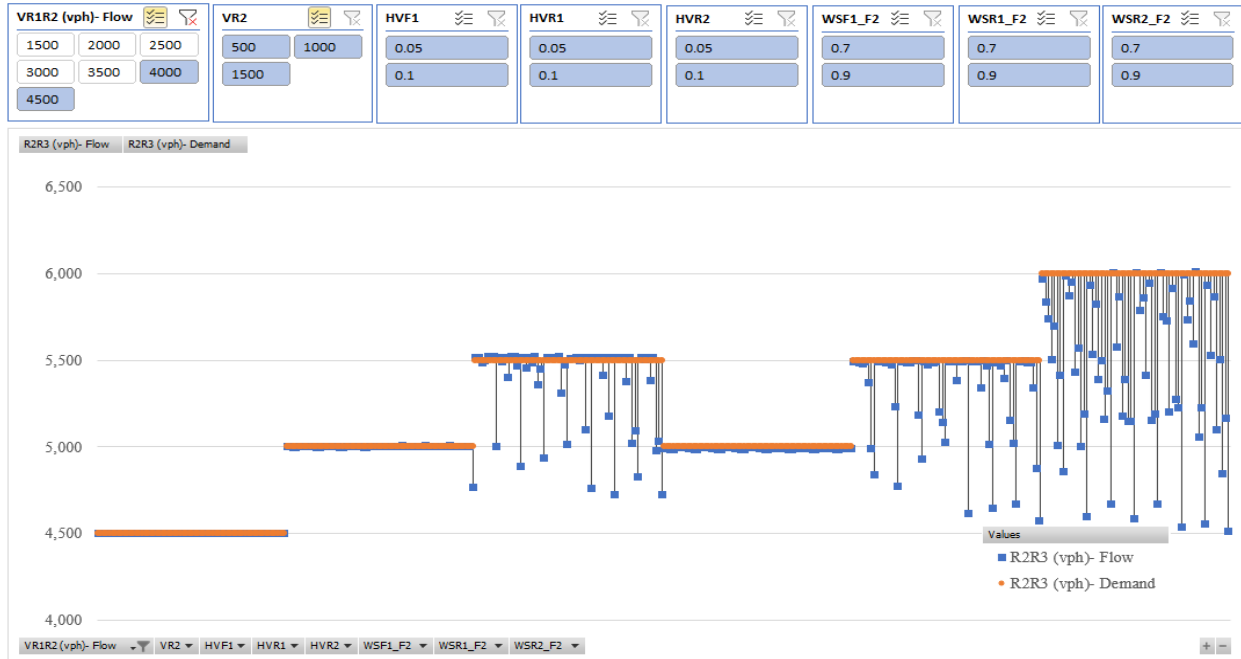 VR1R2 (vph)- Flow
1500 2000 2500
3000 3500 4000
4500
VR2
500 1000
1500
HVF1
0.05
0.1
HVR1
0.05
0.1
HVR2
0.05
0.1
WSF1_F2
0.7
0.9
WSR1_F2
0.7
0.9
WSR2_F2
0.7
0.9
R2R3 (vph)- Flow R2R3 (vph)- Demand
6,500
6,000
5,500
5,000
4,500
4,000
Values
R2R3 (vph)- Flow
R2R3 (vph)- Demand
VR1R2 (vph)- Flow VR2 HVF1 HVR1 HVR2 WSF1_F2 WSR1_F2 WSR2_F2 + -